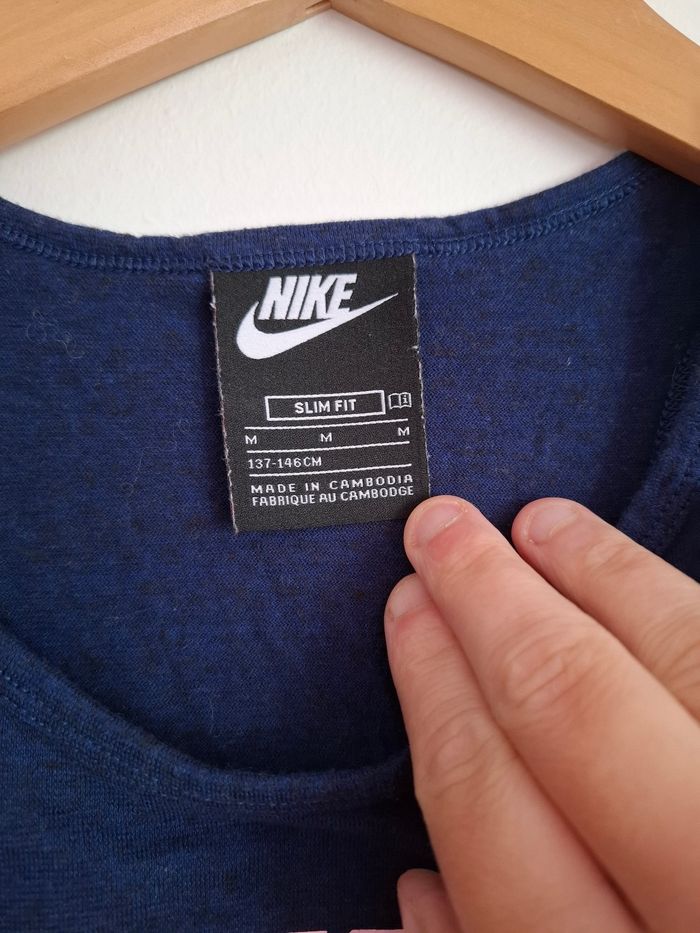 NIKE
SLIM FIT
M M M
137-146CM
MADE IN CAMBODIA
FABRIQUE AU CAMBODGE